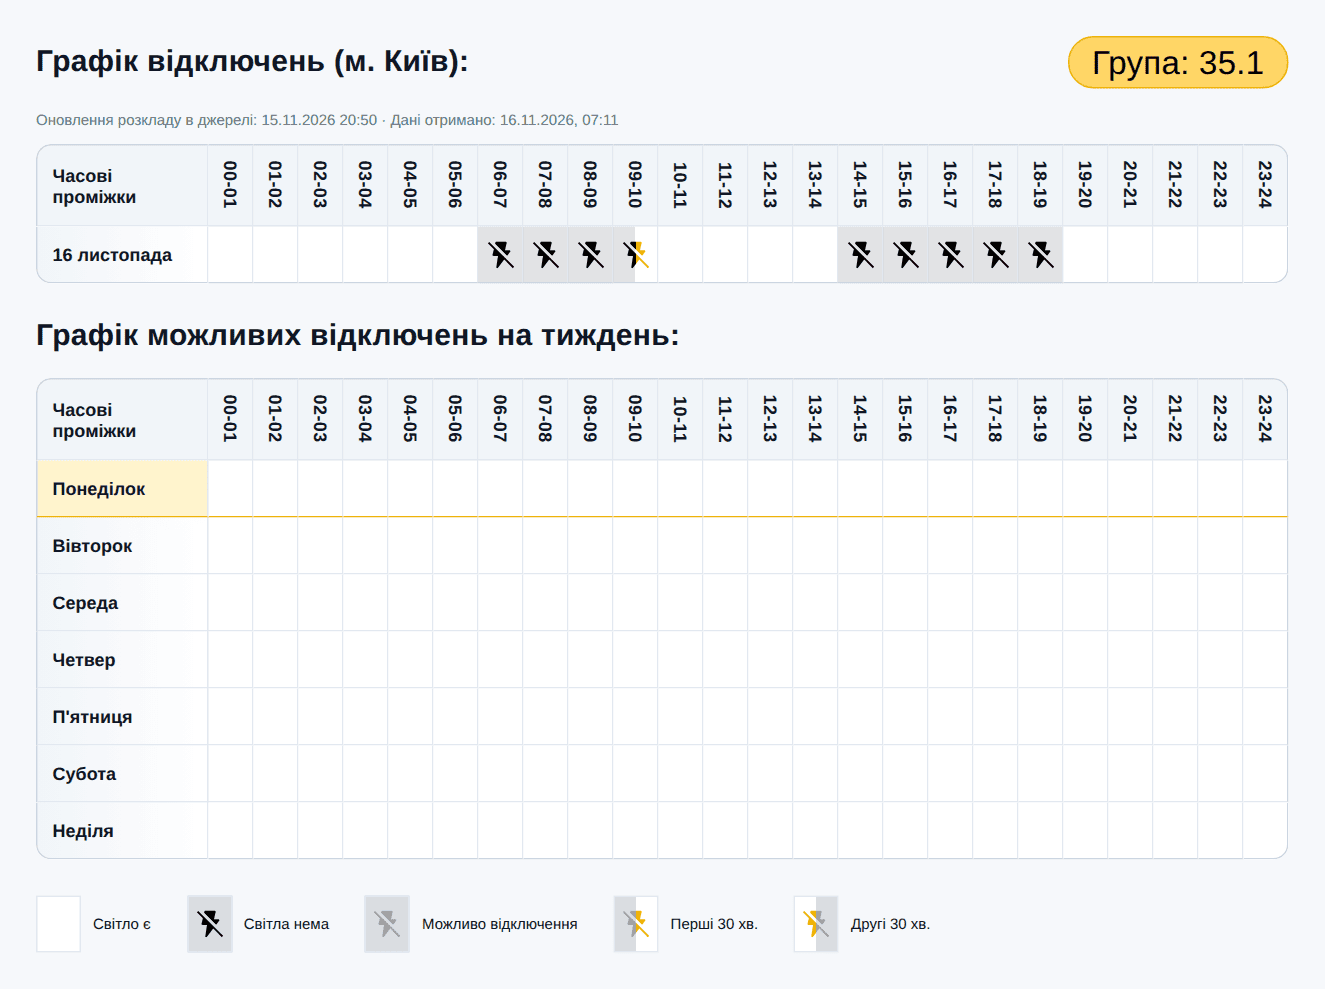 Графік відключень (м. Київ):
Група: 35.1
Оновлення розкладу в джерелі: 15.11.2026 20:50 · Дані отримано: 16.11.2026, 07:11
Часові
проміжки
00-01 01-02 02-03 03-04 04-05 05-06 06-07 07-08 08-09 09-10 10-11 11-12 12-13 13-14 14-15 15-16 16-17 17-18 18-19 19-20 20-21 21-22 22-23 23-24
16 листопада
Графік можливих відключень на тиждень:
Часові
проміжки
00-01 01-02 02-03 03-04 04-05 05-06 06-07 07-08 08-09 09-10 10-11 11-12 12-13 13-14 14-15 15-16 16-17 17-18 18-19 19-20 20-21 21-22 22-23 23-24
Понеділок
Вівторок
Середа
Четвер
П'ятниця
Субота
Неділя
Світло є Світла нема Можливо відключення Перші 30 хв. Другі 30 хв.